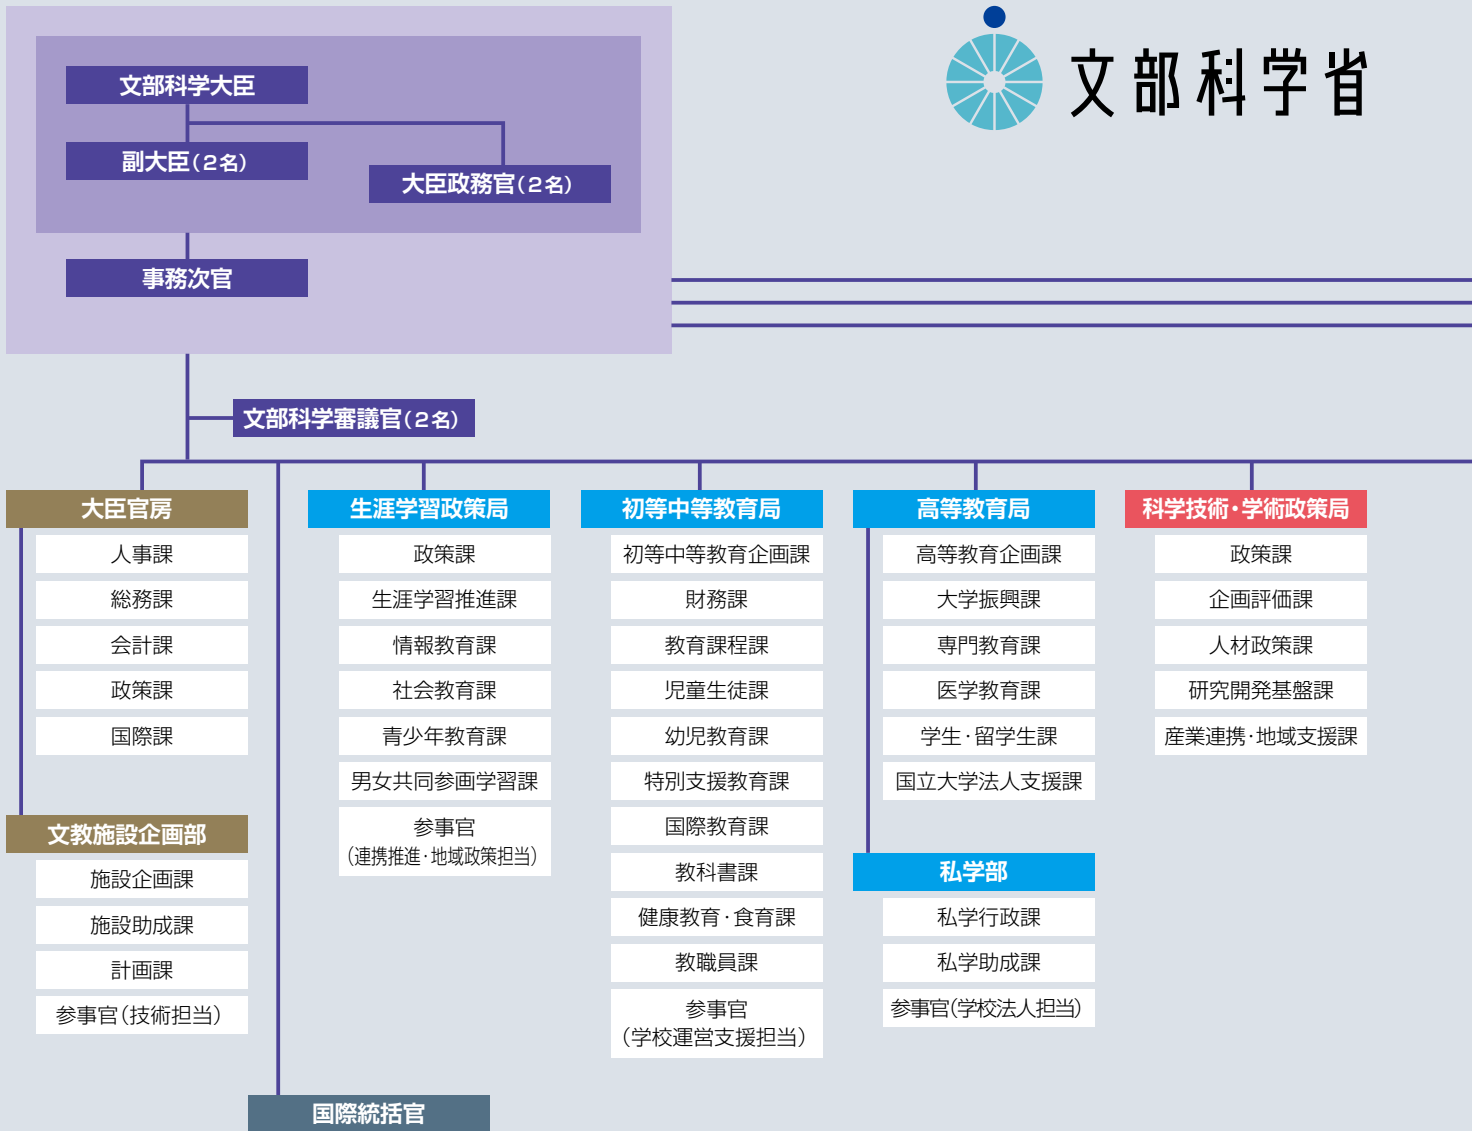 文部科学省
文部科学大臣
副大臣(2名)
大臣政務官(2名)
事務次官
文部科学審議官(2名)
大臣官房
人事課
総務課
会計課
政策課
国際課
文教施設企画部
施設企画課
施設助成課
計画課
参事官(技術担当)
国際統括官
生涯学習政策局
政策課
生涯学習推進課
情報教育課
社会教育課
青少年教育課
男女共同参画学習課
参事官
(連携推進・地域政策担当)
初等中等教育局
初等中等教育企画課
財務課
教育課程課
児童生徒課
幼児教育課
特別支援教育課
国際教育課
教科書課
健康教育・食育課
教職員課
参事官
(学校運営支援担当)
高等教育局
高等教育企画課
大学振興課
専門教育課
医学教育課
学生・留学生課
国立大学法人支援課
私学部
私学行政課
私学助成課
参事官(学校法人担当)
科学技術・学術政策局
政策課
企画評価課
人材政策課
研究開発基盤課
産業連携・地域支援課